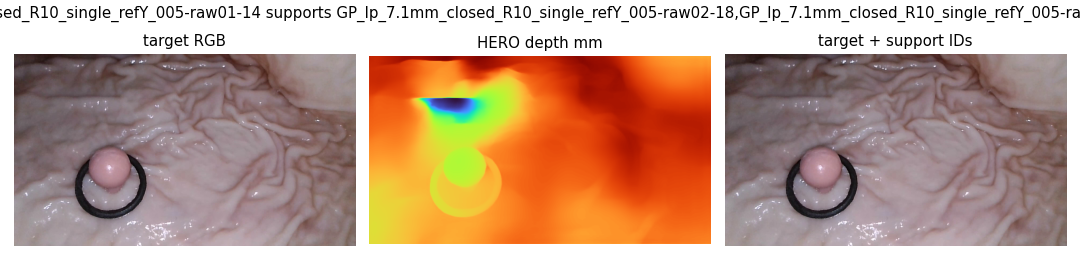 sed_R10_single_refY_005-raw01-14 supports GP_lp_7.1mm_closed_R10_single_refY_005-raw02-18,GP_lp_7.1mm_closed_R10_single_refY_005-ra
target RGB
HERO depth mm
target + support IDs